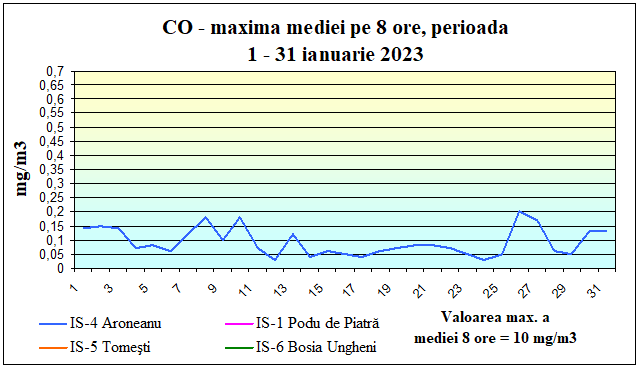 CO - maxima mediei pe 8 ore, perioada
1 - 31 ianuarie 2023
mg/m3
0,7
0,65
0,6
0,55
0,5
0,45
0,4
0,35
0,3
0,25
0,2
0,15
0,1
0,05
0
1 3 5 7 9 11 13 15 17 19 21 23 25 27 29 31
IS-4 Aroneanu
IS-1 Podu de Piatră
IS-5 Tomeşti
IS-6 Bosia Ungheni
Valoarea max. a
mediei 8 ore = 10 mg/m3